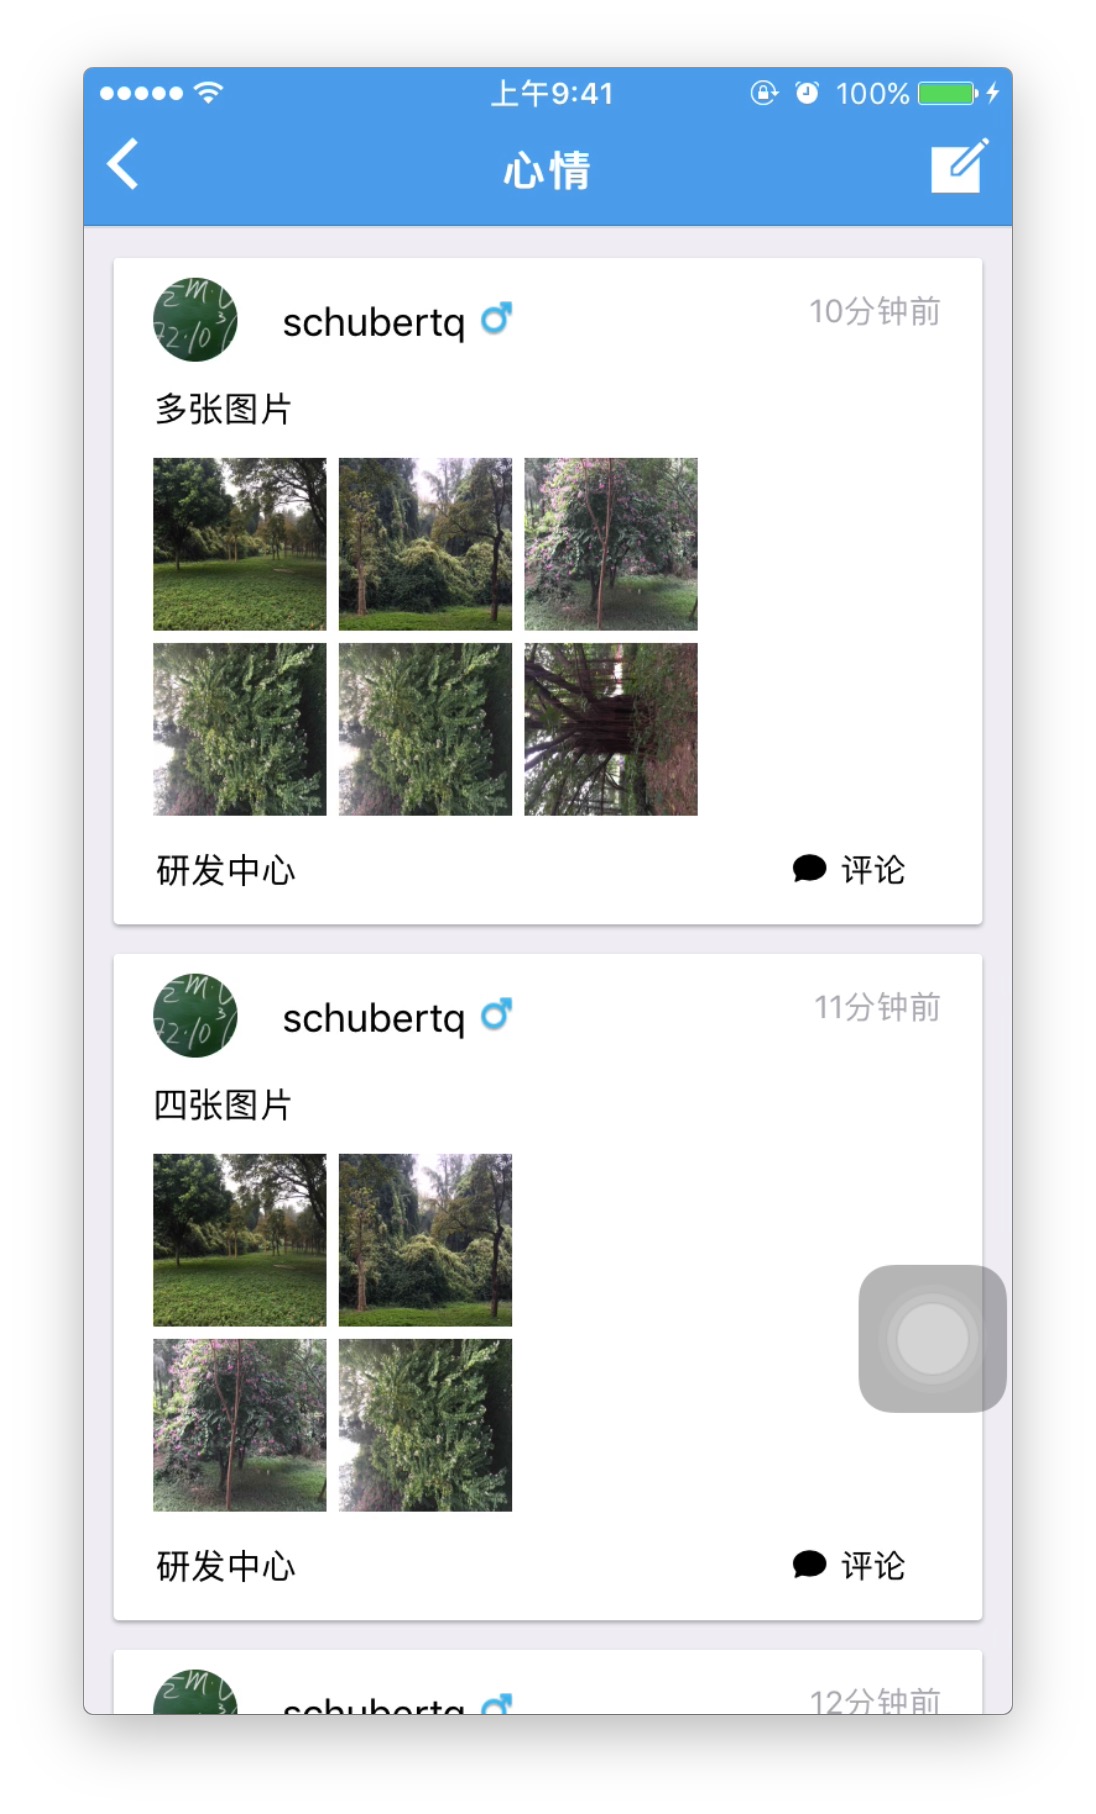 上午9:41
100%
心情
schubertq
10分钟前
多张图片
研发中心
评论
schubertq
11分钟前
四张图片
研发中心
评论
schubertq
12分钟前